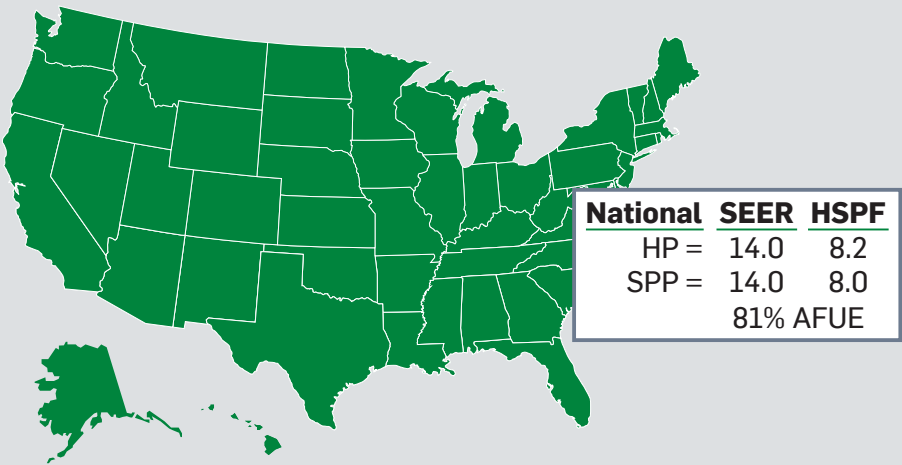 National SEER HSPF
HP = 14.0 8.2
SPP = 14.0 8.0
81% AFUE